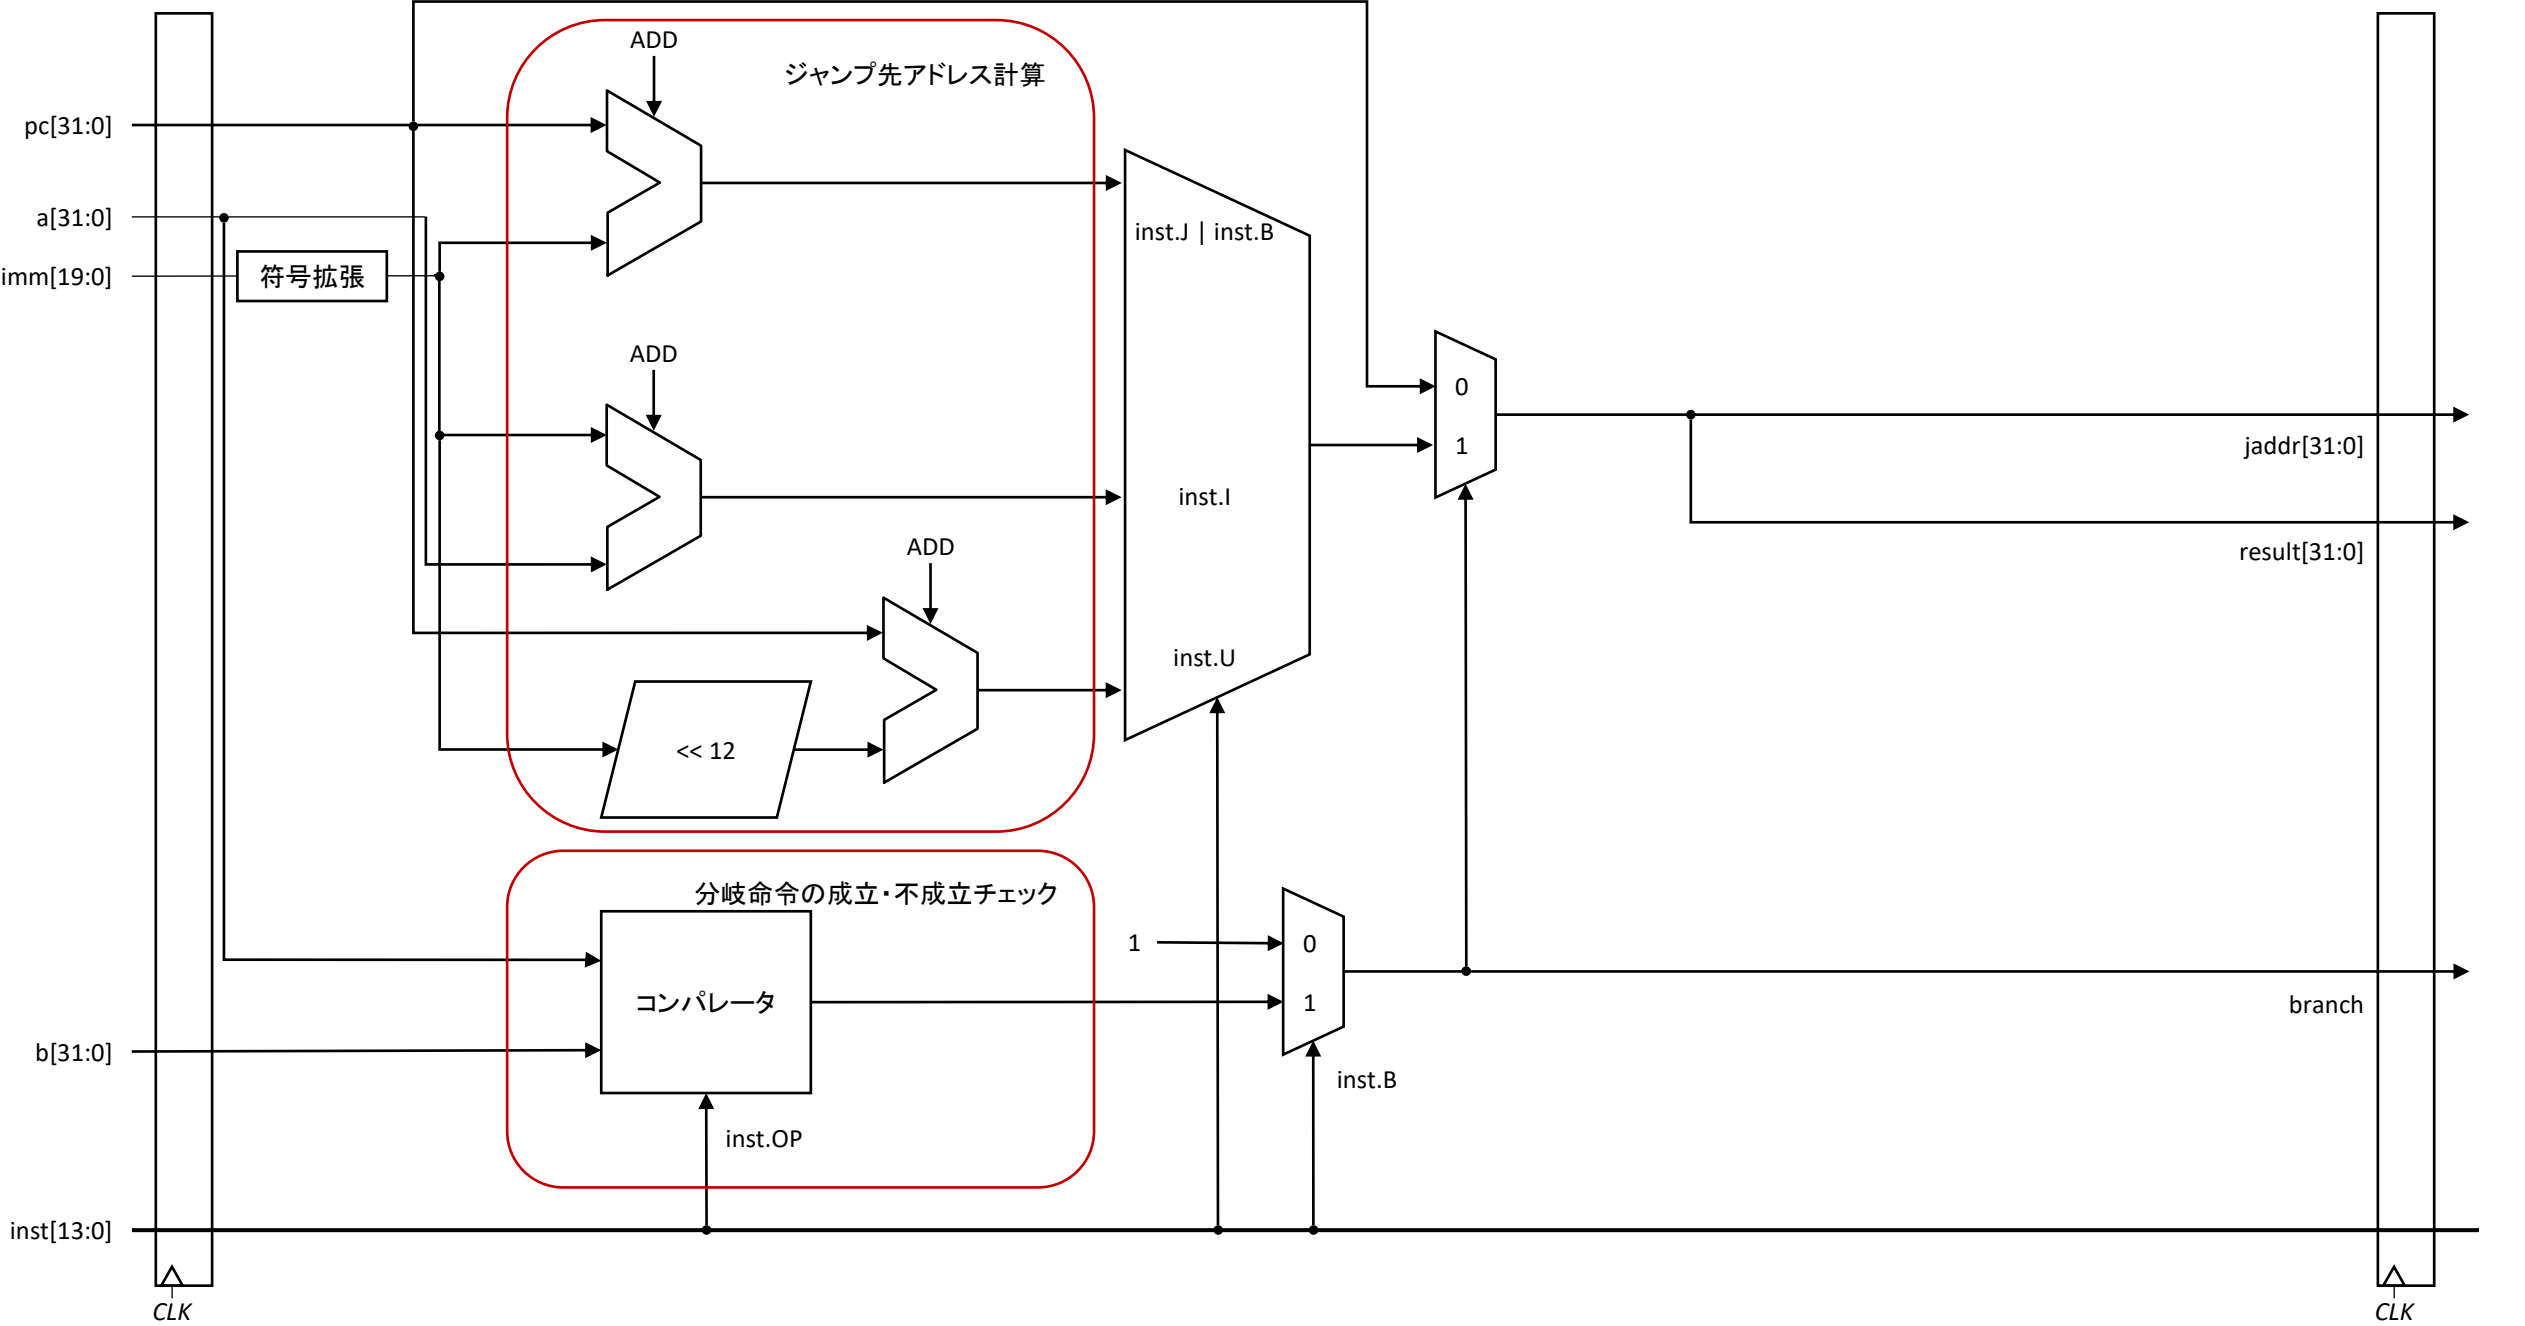 ADD
ジャンプ先アドレス計算
pc[31:0]
a[31:0]
imm[19:0]
符号拡張
inst.J | inst.B
ADD
0
1
jaddr[31:0]
inst.I
result[31:0]
ADD
inst.U
<< 12
分岐命令の成立・不成立チェック
1
0
コンパレータ
1
branch
b[31:0]
inst.B
inst.OP
inst[13:0]
CLK
CLK